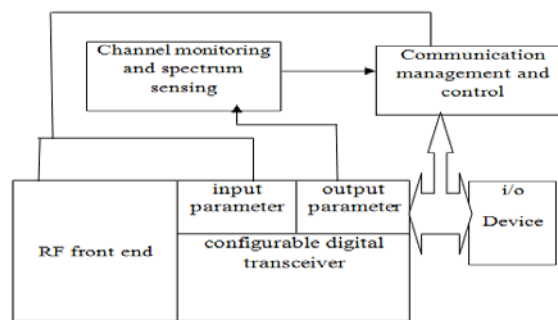 Channel monitoring
and spectrum
sensing
Communication
management and
control
input
parameter
output
parameter
i/o
Device
RF front end
configurable digital
transceiver